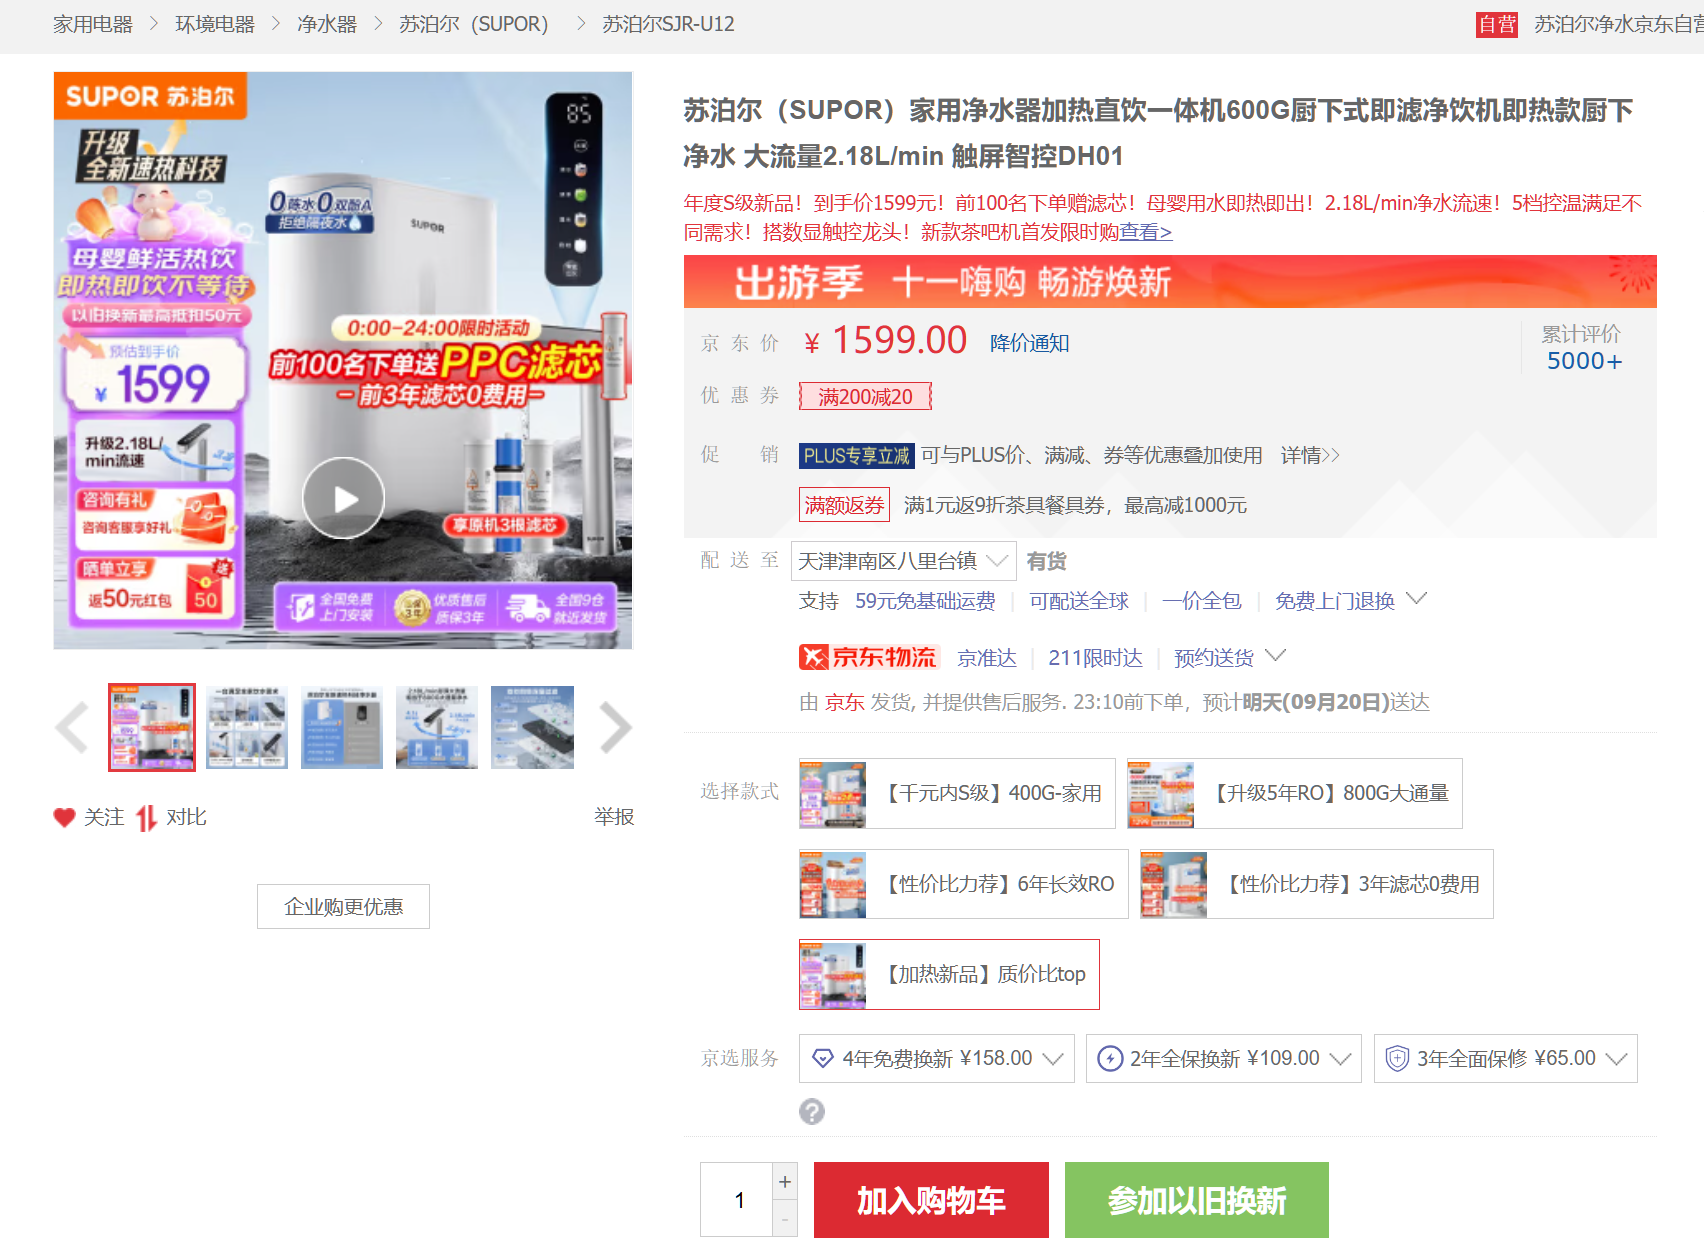 家用电器 > 环境电器 > 净水器 > 苏泊尔（SUPOR） > 苏泊尔SJR-U12
自营 苏泊尔净水京东自营
SUPOR 苏泊尔
升级
全新速热科技
母婴鲜活热饮
即热即饮不等待
以旧换新最高抵扣50元
预估到手价
¥1599
升级2.18L/
min流速
咨询有礼
咨询客服享好礼
晒单立享
返50元红包
送
50
0陈水0双酚A
拒绝隔夜水
SUPOR
85
0:00-24:00限时活动
前100名下单送PPC滤芯
-前3年滤芯0费用-
享原机3根滤芯
SUPOR
全国免费
上门安装
质保
3年
优质售后
质保3年
全国9仓
就近发货
关注 对比
举报
企业购更优惠
苏泊尔（SUPOR）家用净水器加热直饮一体机600G厨下式即滤净饮机即热款厨下
净水 大流量2.18L/min 触屏智控DH01
年度S级新品！到手价1599元！前100名下单赠滤芯！母婴用水即热即出！2.18L/min净水流速！5档控温满足不
同需求！搭数显触控龙头！新款茶吧机首发限时购查看>
出游季 十一嗨购 畅游焕新
京东价 ¥ 1599.00 降价通知
累计评价
5000+
优惠券 满200减20
促销 PLUS专享立减 可与PLUS价、满减、券等优惠叠加使用 详情>>
满额返券 满1元返9折茶具餐具券，最高减1000元
配送至 天津津南区八里台镇 有货
支持 59元免基础运费 可配送全球 一价全包 免费上门退换
京东物流 京准达 211限时达 预约送货
由 京东 发货, 并提供售后服务. 23:10前下单，预计明天(09月20日)送达
选择款式 【千元内S级】400G-家用 【升级5年RO】800G大通量
【性价比力荐】6年长效RO 【性价比力荐】3年滤芯0费用
【加热新品】质价比top
京选服务 4年免费换新 ¥158.00 2年全保换新 ¥109.00 3年全面保修 ¥65.00
?
1 + -
加入购物车 参加以旧换新